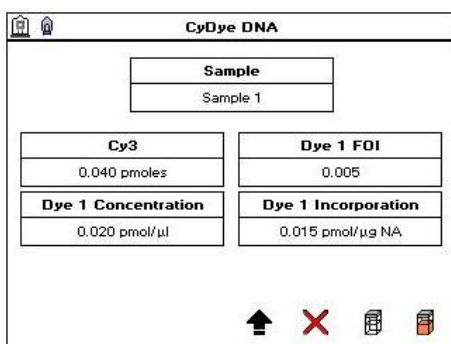 CyDye DNA
Sample
Sample 1
Cy3
0.040 pmoles
Dye 1 FOI
0.005
Dye 1 Concentration
0.020 pmol/µl
Dye 1 Incorporation
0.015 pmol/µg NA